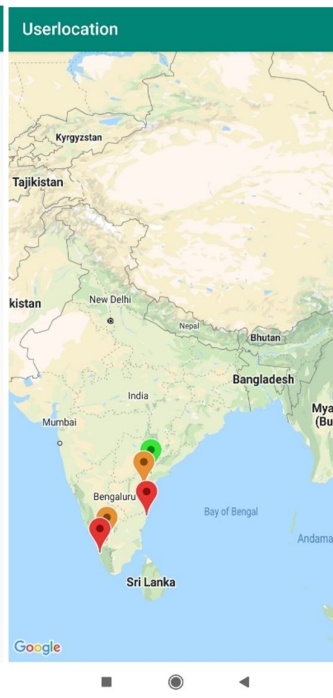 Userlocation
Kyrgyzstan
Tajikistan
kistan
New Delhi
Nepal
Bhutan
Bangladesh
India
Mya
(Bu
Mumbai
Bengaluru
Bay of Bengal
Andama
Sri Lanka
Google